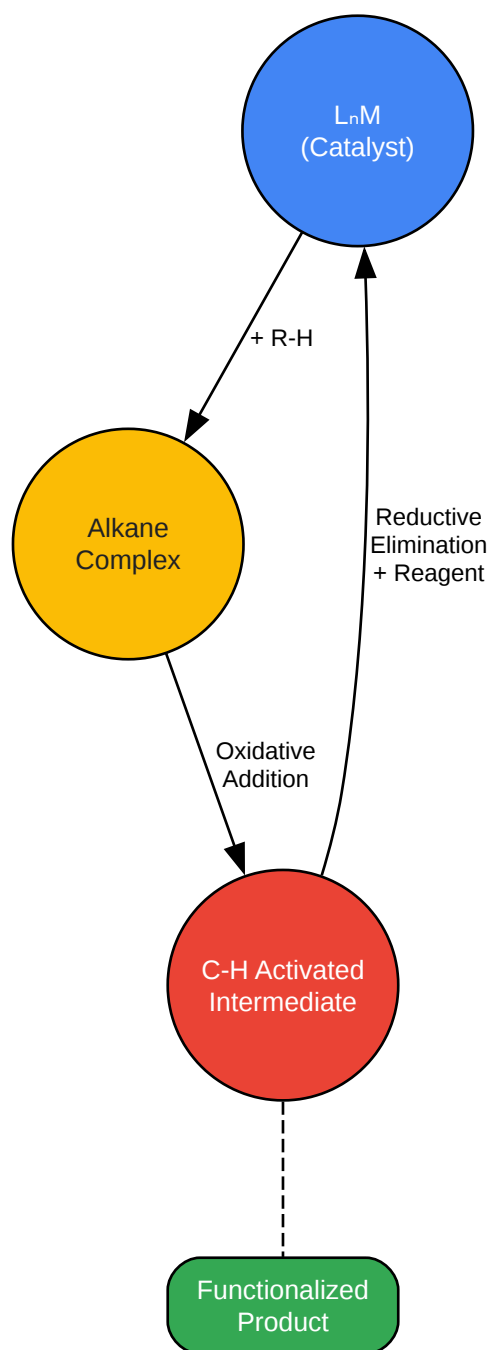 LₙM
(Catalyst)
+ R-H
Alkane
Complex
Reductive
Elimination
+ Reagent
Oxidative
Addition
C-H Activated
Intermediate
Functionalized
Product